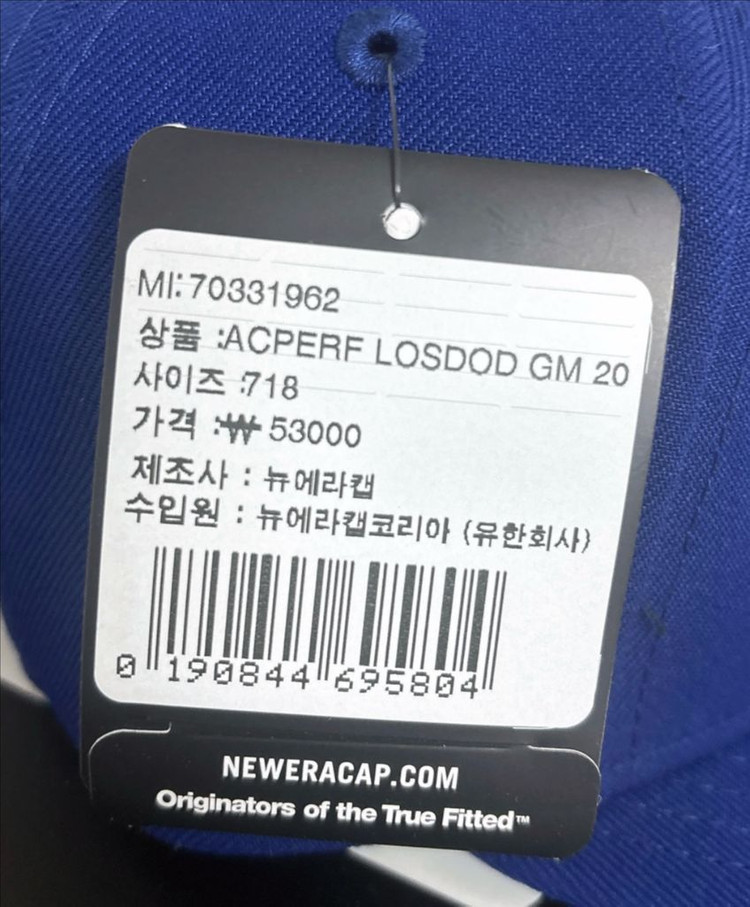 MI:70331962
상품 :ACPERF LOSDOD GM 20
사이즈 :718
가격 :₩ 53000
제조사 : 뉴에라캡
수입원 : 뉴에라캡코리아 (유한회사)
0 190844 695804
NEWERACAP.COM
Originators of the True Fitted™